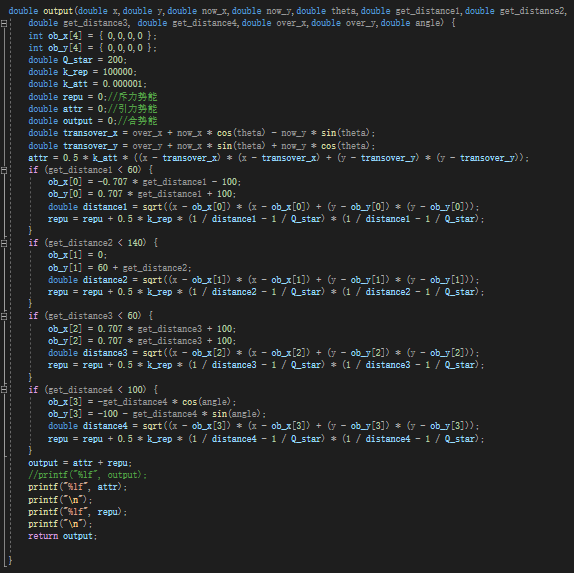 double output(double x,double y,double now_x,double now_y,double theta,double get_distance1,double get_distance2,
double get_distance3, double get_distance4,double over_x,double over_y,double angle) {
int ob_x[4] = { 0,0,0,0 };
int ob_y[4] = { 0,0,0,0 };
double Q_star = 200;
double k_rep = 100000;
double k_att = 0.000001;
double repu = 0;//斥力势能
double attr = 0;//引力势能
double output = 0;//合势能
double transover_x = over_x + now_x * cos(theta) - now_y * sin(theta);
double transover_y = over_y + now_x * sin(theta) + now_y * cos(theta);
attr = 0.5 * k_att * ((x - transover_x) * (x - transover_x) + (y - transover_y) * (y - transover_y));
if (get_distance1 < 60) {
ob_x[0] = -0.707 * get_distance1 - 100;
ob_y[0] = 0.707 * get_distance1 + 100;
double distance1 = sqrt((x - ob_x[0]) * (x - ob_x[0]) + (y - ob_y[0]) * (y - ob_y[0]));
repu = repu + 0.5 * k_rep * (1 / distance1 - 1 / Q_star) * (1 / distance1 - 1 / Q_star);
}
if (get_distance2 < 140) {
ob_x[1] = 0;
ob_y[1] = 60 + get_distance2;
double distance2 = sqrt((x - ob_x[1]) * (x - ob_x[1]) + (y - ob_y[1]) * (y - ob_y[1]));
repu = repu + 0.5 * k_rep * (1 / distance2 - 1 / Q_star) * (1 / distance2 - 1 / Q_star);
}
if (get_distance3 < 60) {
ob_x[2] = 0.707 * get_distance3 + 100;
ob_y[2] = 0.707 * get_distance3 + 100;
double distance3 = sqrt((x - ob_x[2]) * (x - ob_x[2]) + (y - ob_y[2]) * (y - ob_y[2]));
repu = repu + 0.5 * k_rep * (1 / distance3 - 1 / Q_star) * (1 / distance3 - 1 / Q_star);
}
if (get_distance4 < 100) {
ob_x[3] = -get_distance4 * cos(angle);
ob_y[3] = -100 - get_distance4 * sin(angle);
double distance4 = sqrt((x - ob_x[3]) * (x - ob_x[3]) + (y - ob_y[3]) * (y - ob_y[3]));
repu = repu + 0.5 * k_rep * (1 / distance4 - 1 / Q_star) * (1 / distance4 - 1 / Q_star);
}
output = attr + repu;
//printf("%lf", output);
printf("%lf", attr);
printf("\n");
printf("%lf", repu);
printf("\n");
return output;
}